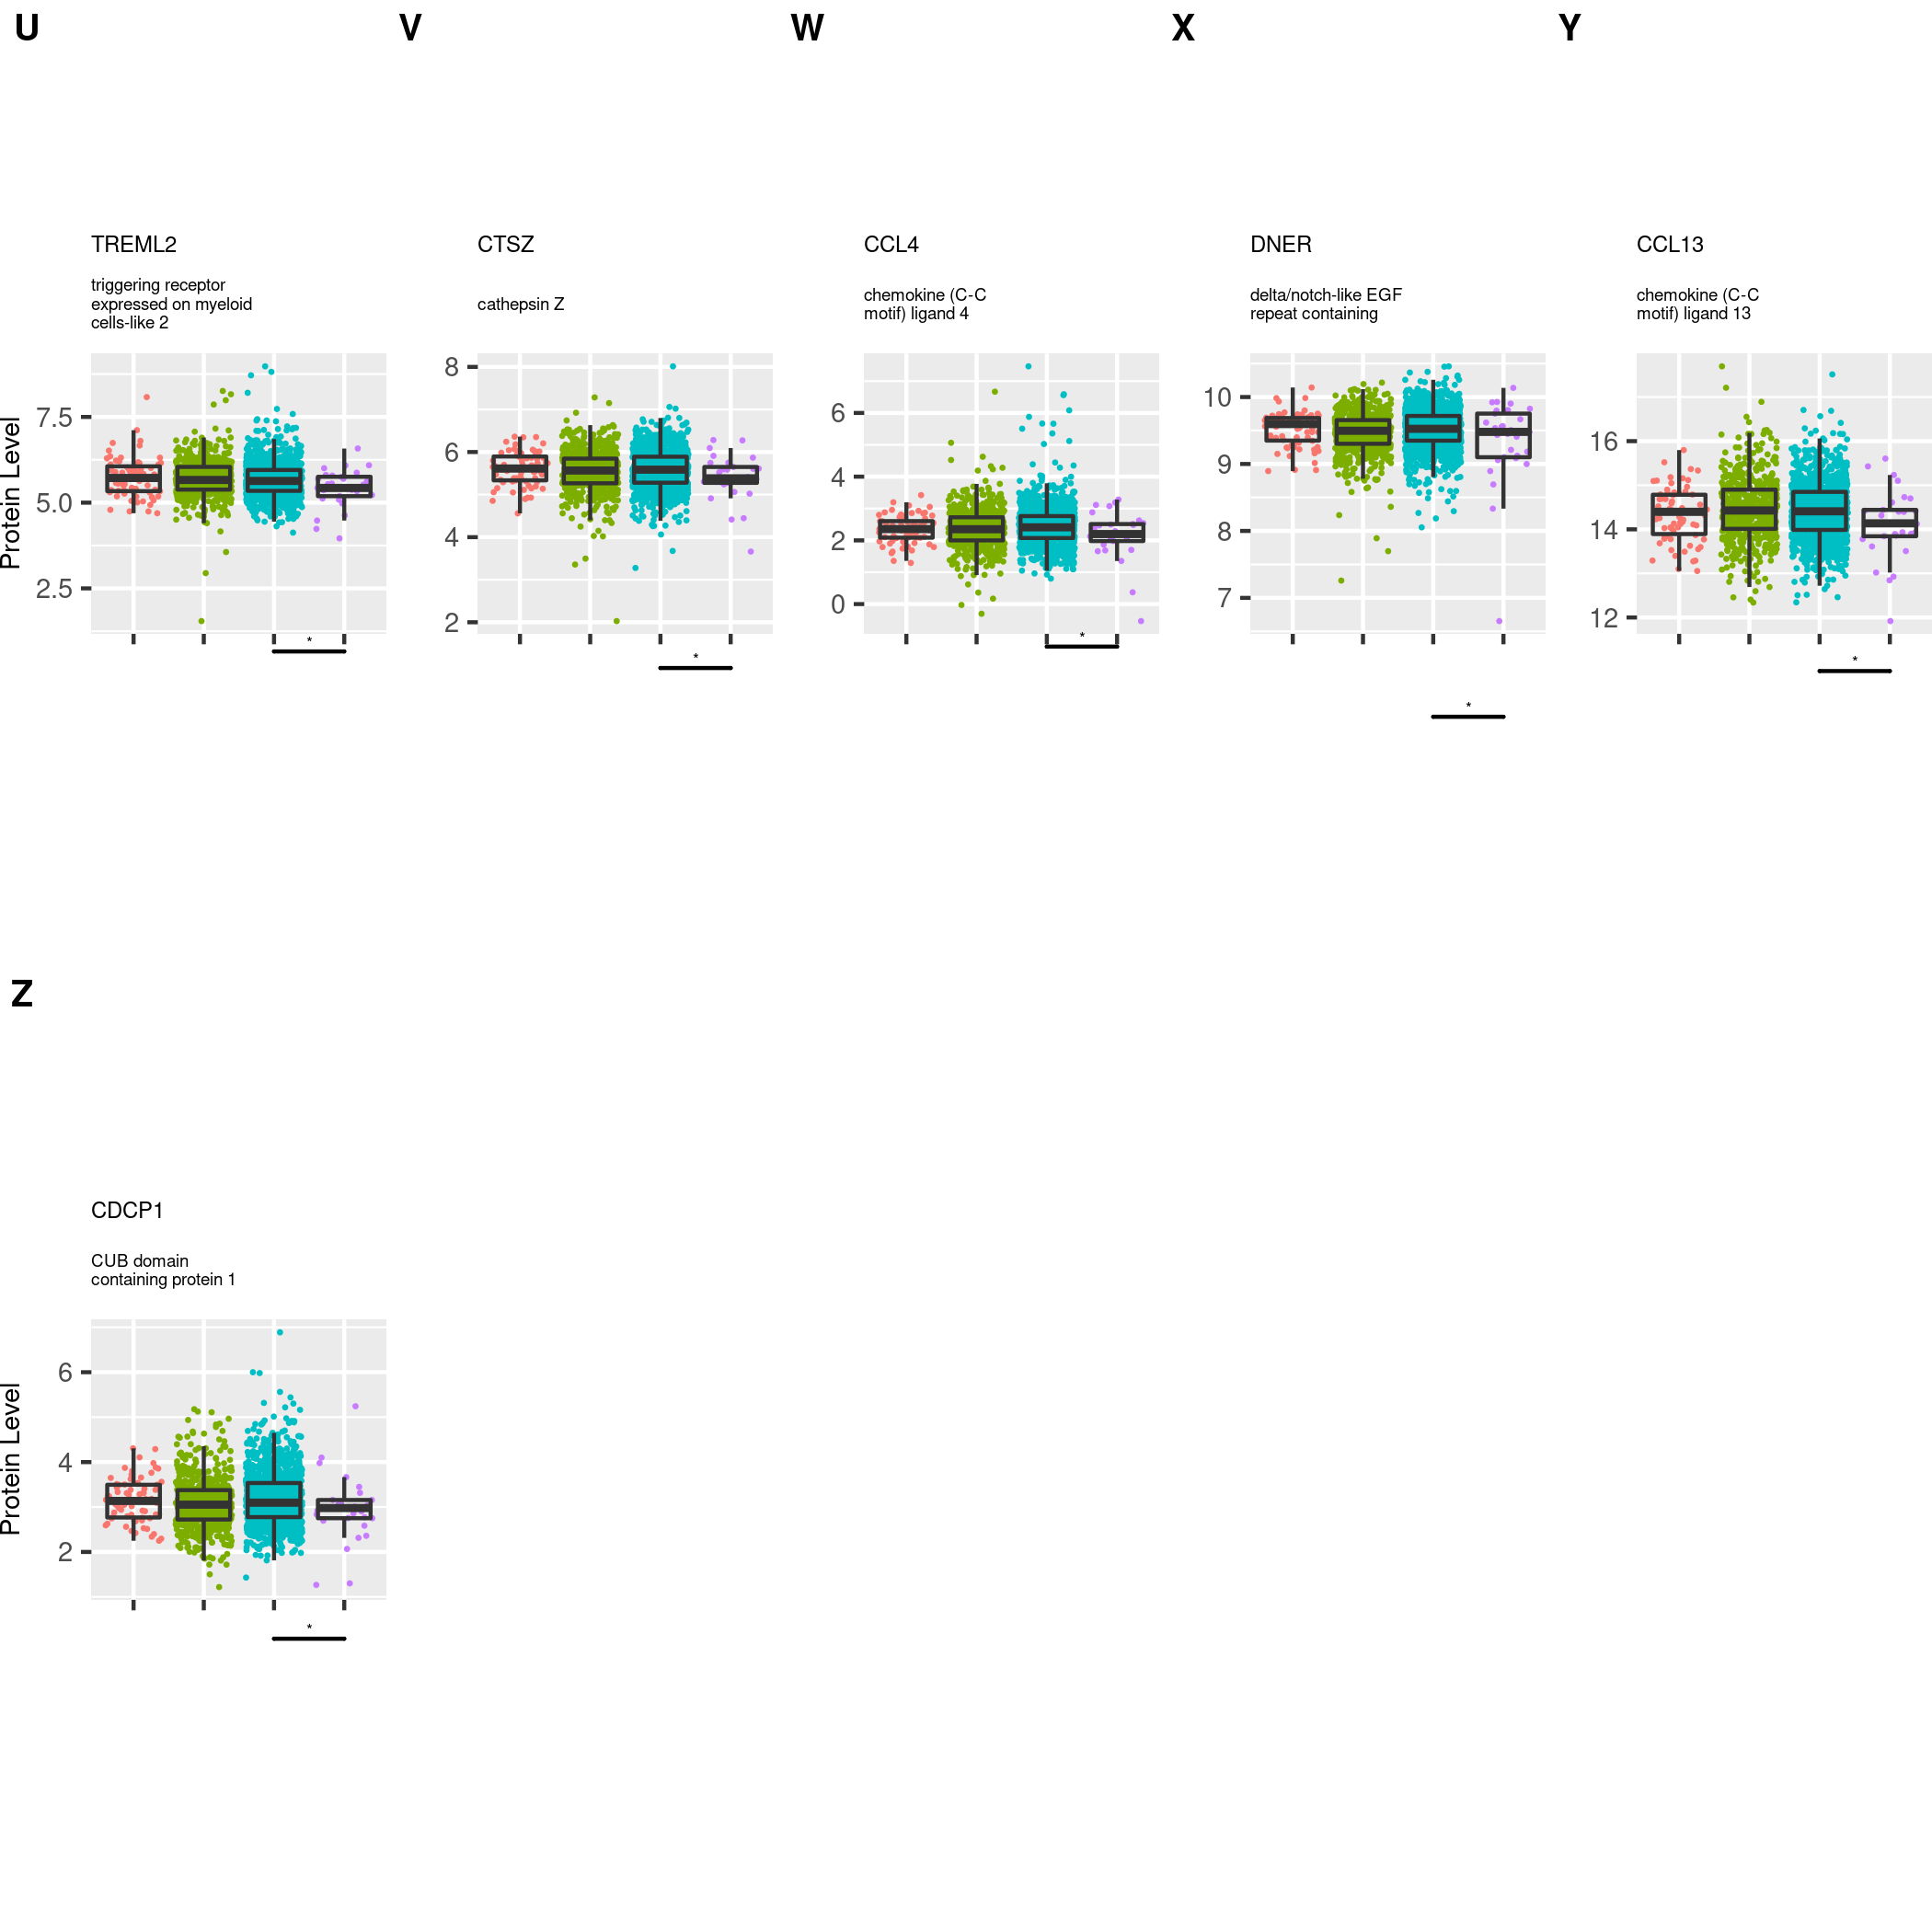 U V W X Y
TREML2
triggering receptor
expressed on myeloid
cells-like 2
Protein Level
7.5
5.0
2.5
*
CTSZ
cathepsin Z
8
6
4
2
*
CCL4
chemokine (C-C
motif) ligand 4
6
4
2
0
*
DNER
delta/notch-like EGF
repeat containing
10
9
8
7
*
CCL13
chemokine (C-C
motif) ligand 13
16
14
12
*
Z
CDCP1
CUB domain
containing protein 1
Protein Level
6
4
2
*